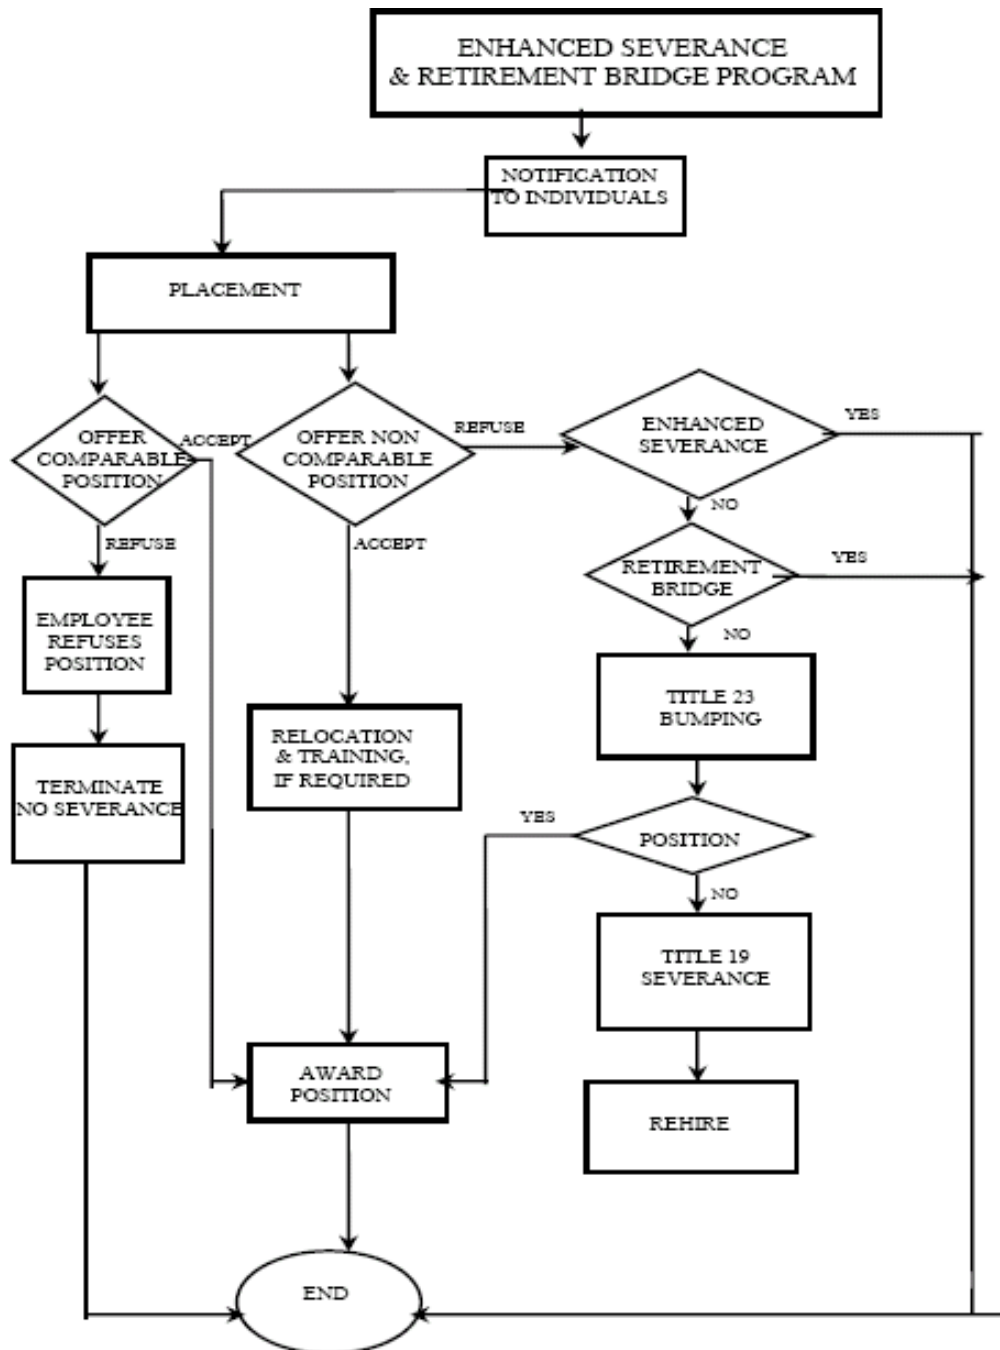 ENHANCED SEVERANCE
& RETIREMENT BRIDGE PROGRAM
NOTIFICATION
TO INDIVIDUALS
PLACEMENT
OFFER
COMPARABLE
POSITION
ACCEPT
OFFER NON
COMPARABLE
POSITION
REFUSE
ENHANCED
SEVERANCE
YES
NO
REFUSE
ACCEPT
RETIREMENT
BRIDGE
YES
NO
EMPLOYEE
REFUSES
POSITION
TITLE 23
BUMPING
RELOCATION
& TRAINING,
IF REQUIRED
TERMINATE
NO SEVERANCE
YES
POSITION
NO
TITLE 19
SEVERANCE
AWARD
POSITION
REHIRE
END